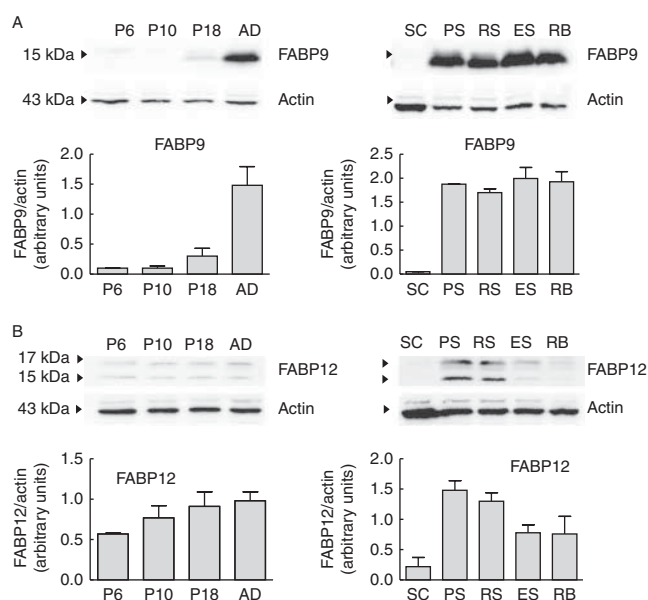 A
P6 P10 P18 AD
15 kDa FABP9
43 kDa Actin
FABP9
FABP9/actin
(arbitrary units)
2.0
1.5
1.0
0.5
0.0
P6 P10 P18 AD
SC PS RS ES RB
FABP9
Actin
FABP9
FABP9/actin
(arbitrary units)
2.5
2.0
1.5
1.0
0.5
0.0
SC PS RS ES RB
B
P6 P10 P18 AD
17 kDa
15 kDa
FABP12
43 kDa Actin
FABP12
FABP12/actin
(arbitrary units)
1.5
1.0
0.5
0.0
P6 P10 P18 AD
SC PS RS ES RB
FABP12
Actin
FABP12
FABP12/actin
(arbitrary units)
2.0
1.5
1.0
0.5
0.0
SC PS RS ES RB